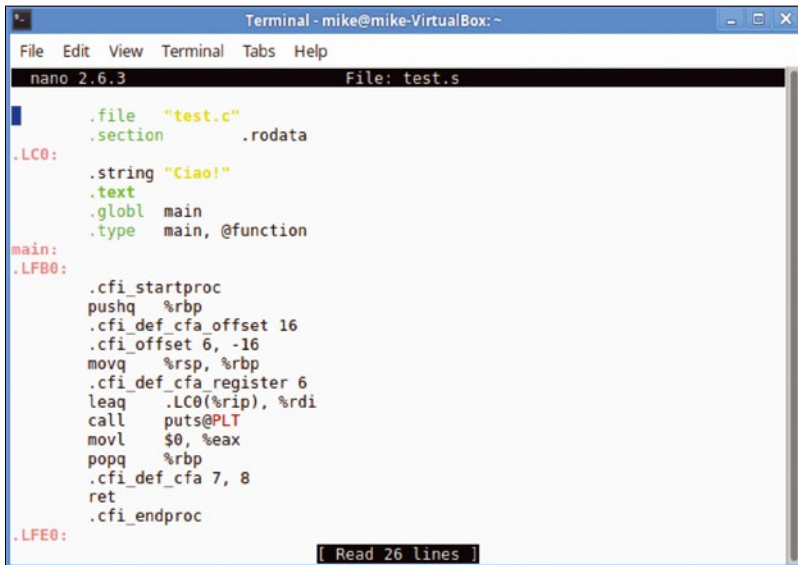 Terminal - mike@mike-VirtualBox: ~
File Edit View Terminal Tabs Help
nano 2.6.3 File: test.s
.file "test.c"
.section .rodata
.LC0:
.string "Ciao!"
.text
.globl main
.type main, @function
main:
.LFB0:
.cfi_startproc
pushq %rbp
.cfi_def_cfa_offset 16
.cfi_offset 6, -16
movq %rsp, %rbp
.cfi_def_cfa_register 6
leaq .LC0(%rip), %rdi
call puts@PLT
movl $0, %eax
popq %rbp
.cfi_def_cfa 7, 8
ret
.cfi_endproc
.LFE0:
[ Read 26 lines ]